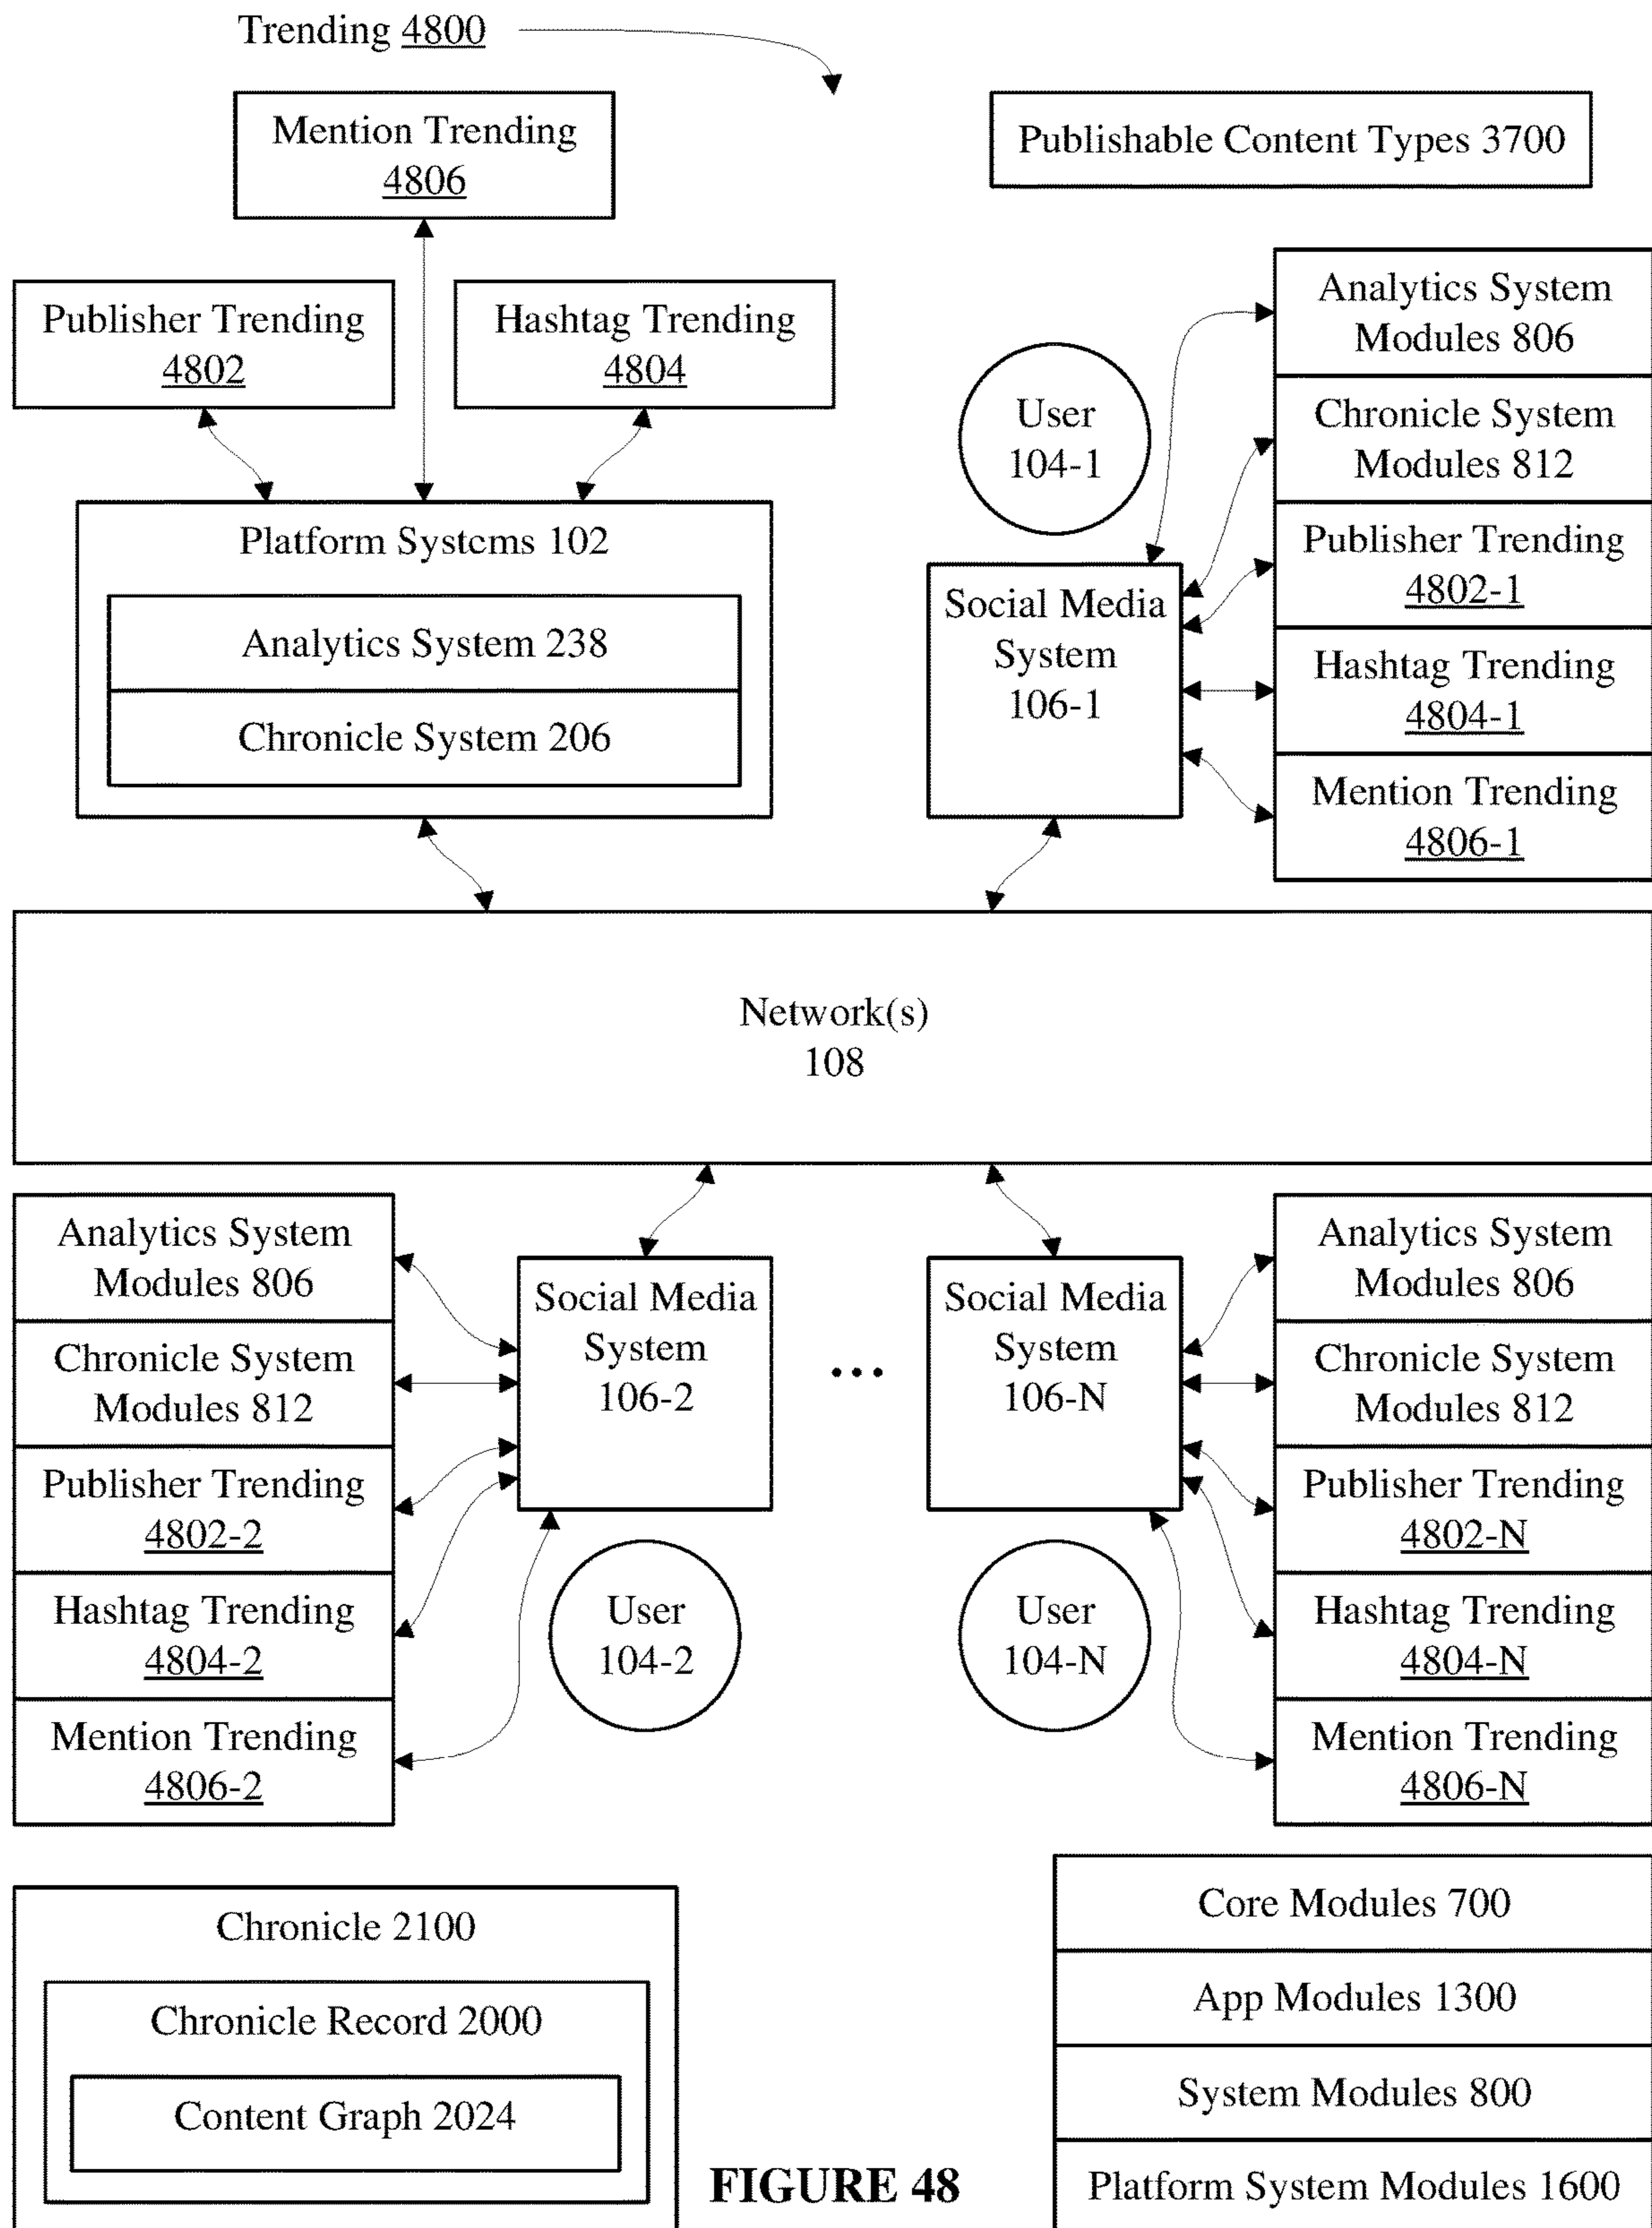 Trending 4800
Mention Trending
4806
Publishable Content Types 3700
Publisher Trending
4802
Hashtag Trending
4804
Platform Systems 102
Analytics System 238
Chronicle System 206
User
104-1
Social Media
System
106-1
Analytics System
Modules 806
Chronicle System
Modules 812
Publisher Trending
4802-1
Hashtag Trending
4804-1
Mention Trending
4806-1
Network(s)
108
Analytics System
Modules 806
Chronicle System
Modules 812
Publisher Trending
4802-2
Hashtag Trending
4804-2
Mention Trending
4806-2
Social Media
System
106-2
User
104-2
...
Social Media
System
106-N
User
104-N
Analytics System
Modules 806
Chronicle System
Modules 812
Publisher Trending
4802-N
Hashtag Trending
4804-N
Mention Trending
4806-N
Chronicle 2100
Chronicle Record 2000
Content Graph 2024
FIGURE 48
Core Modules 700
App Modules 1300
System Modules 800
Platform System Modules 1600